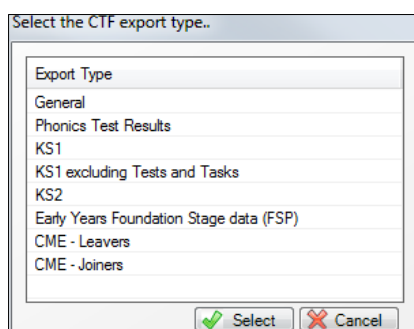 Select the CTF export type..
Export Type
General
Phonics Test Results
KS1
KS1 excluding Tests and Tasks
KS2
Early Years Foundation Stage data (FSP)
CME - Leavers
CME - Joiners
Select Cancel